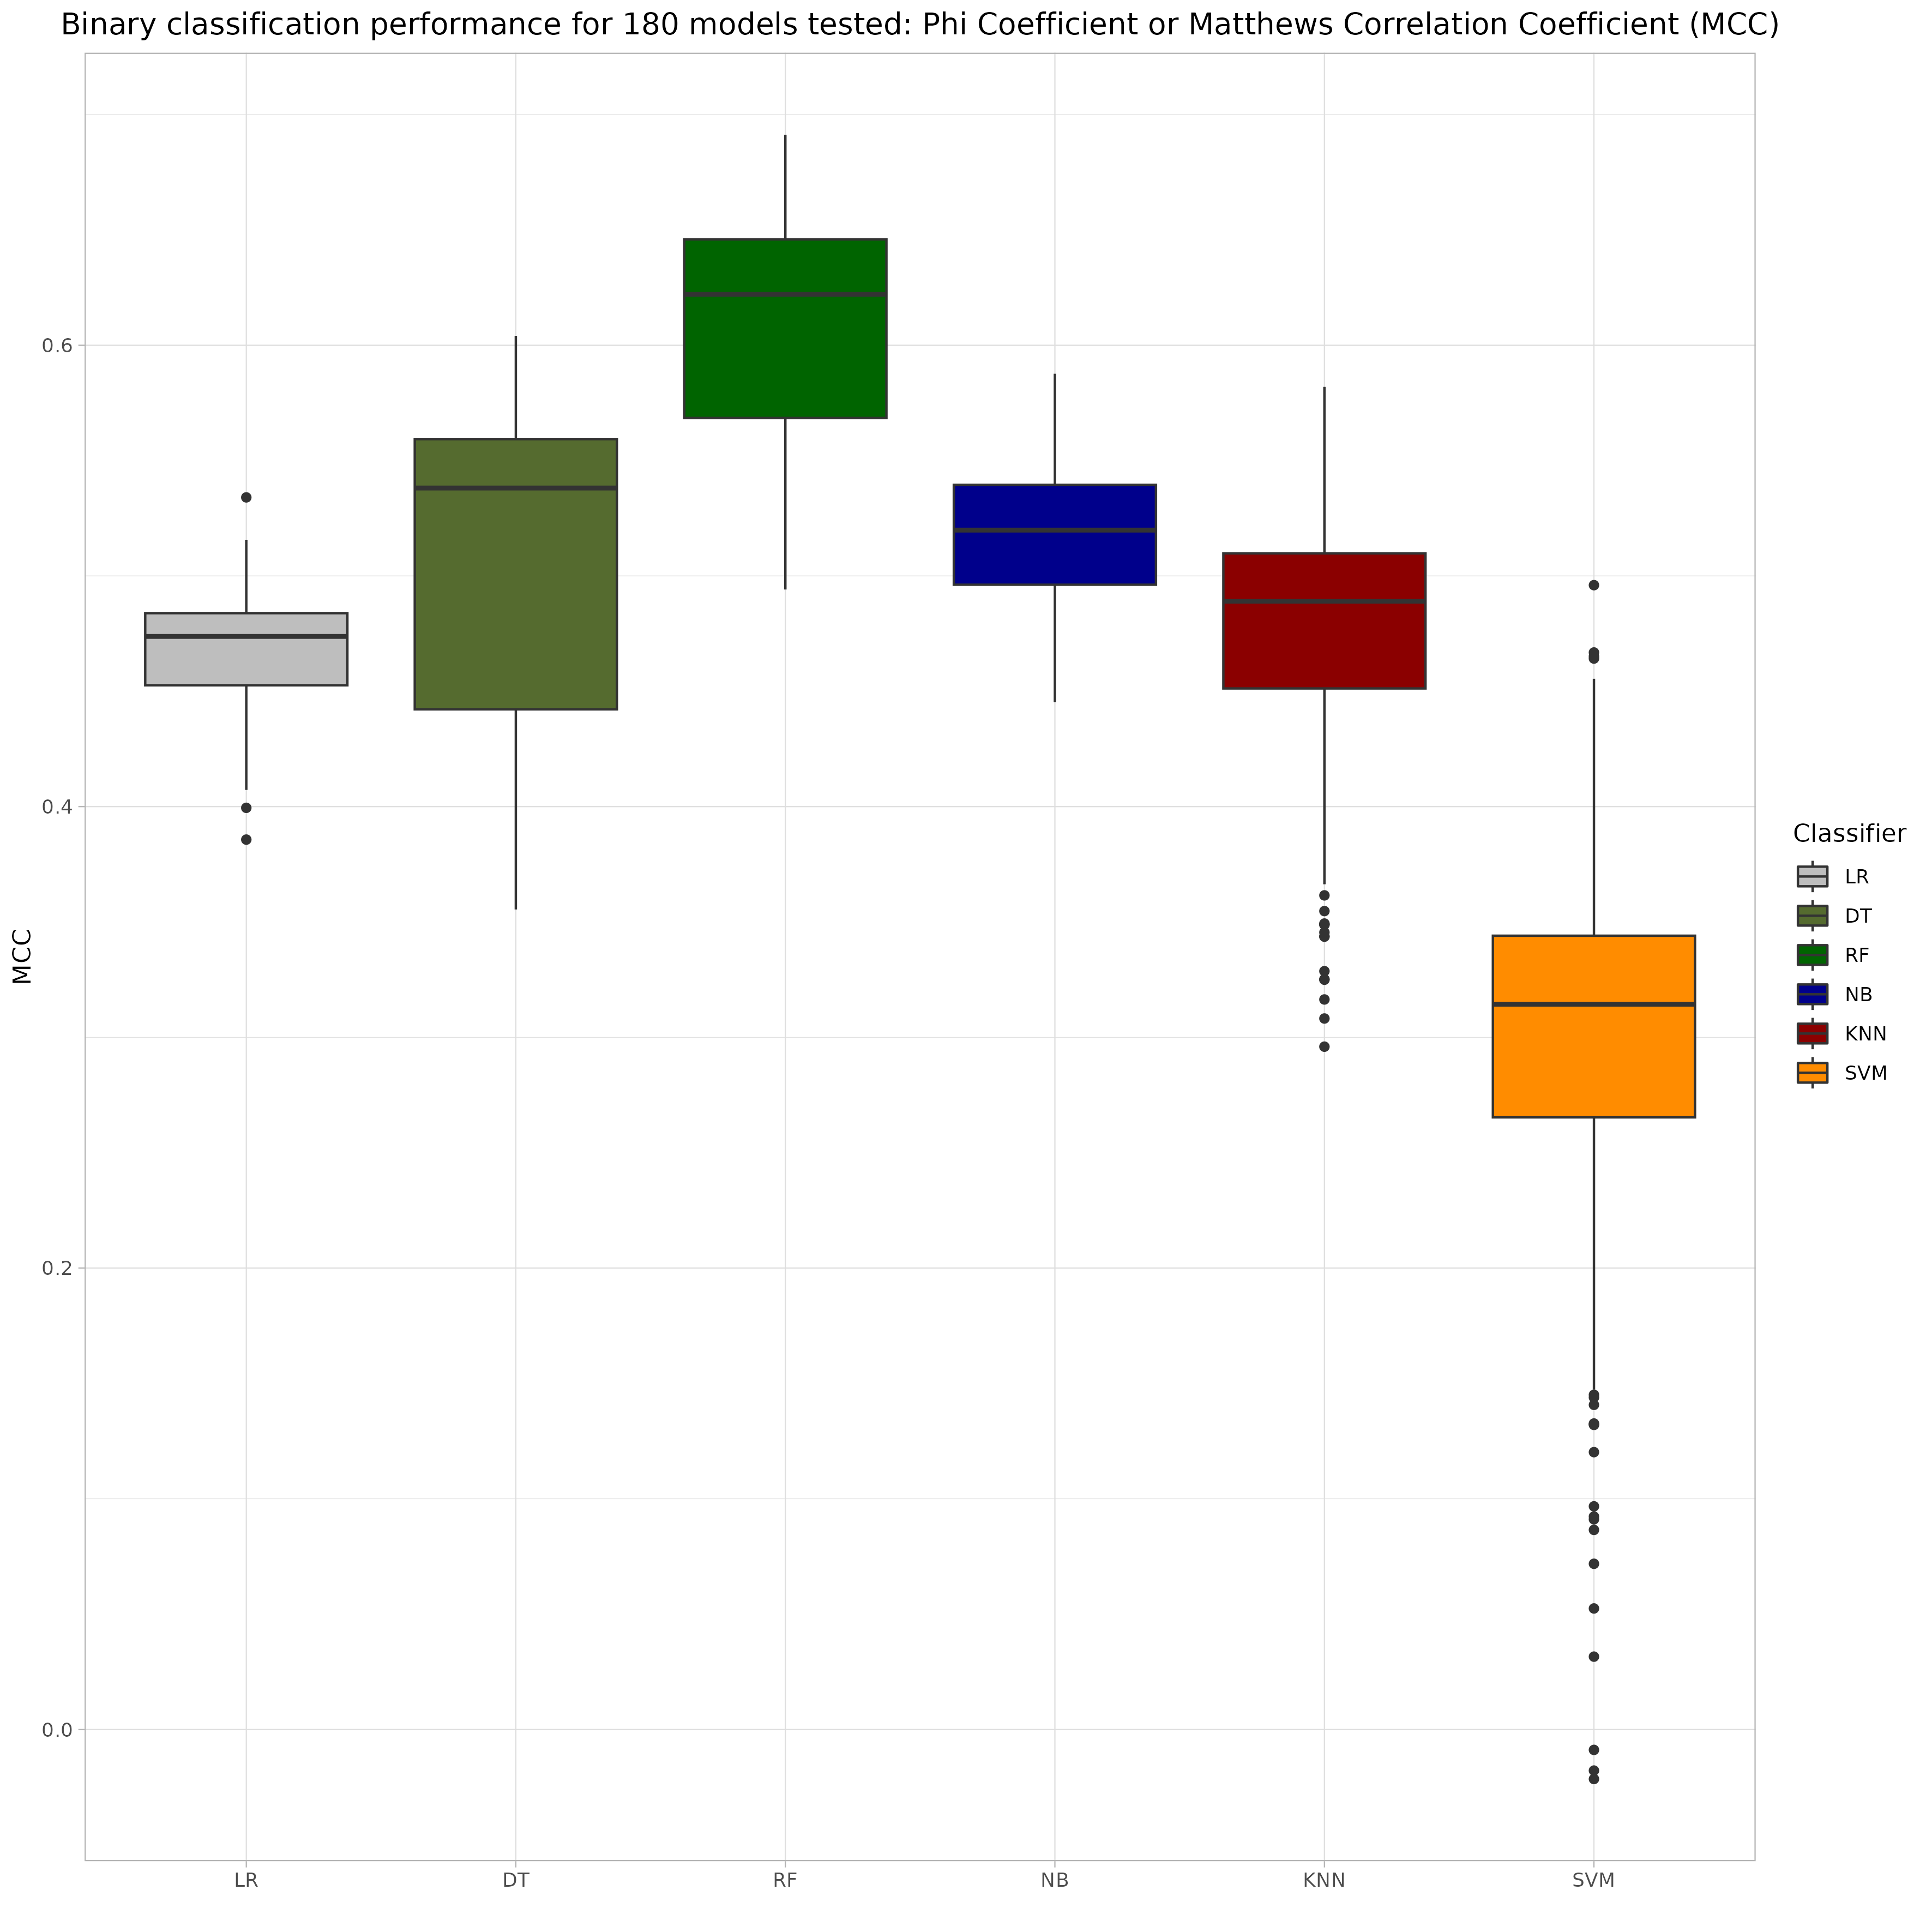 Binary classification performance for 180 models tested: Phi Coefficient or Matthews Correlation Coefficient (MCC)
0.6
0.4
0.2
0.0
MCC
LR
DT
RF
NB
KNN
SVM
Classifier
LR
DT
RF
NB
KNN
SVM